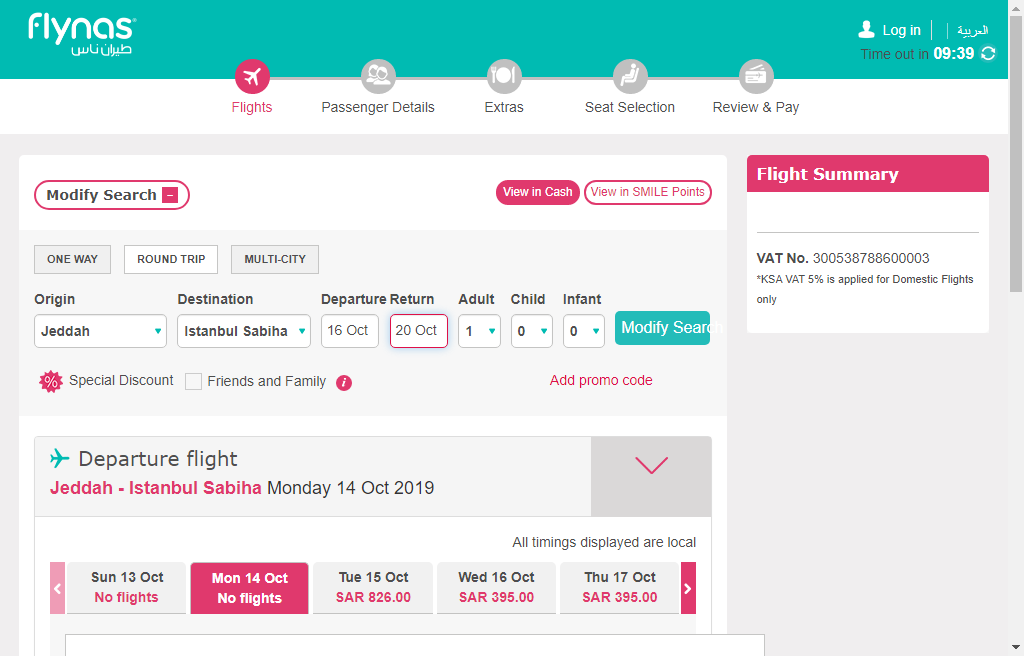 flynas
طيران ناس
Log in
العربية
Time out in 09:39
Flights
Passenger Details
Extras
Seat Selection
Review & Pay
Modify Search
View in Cash
View in SMILE Points
Flight Summary
VAT No. 300538788600003
*KSA VAT 5% is applied for Domestic Flights
only
ONE WAY
ROUND TRIP
MULTI-CITY
Origin
Destination
Departure
Return
Adult
Child
Infant
Jeddah
Istanbul Sabiha
16 Oct
20 Oct
1
0
0
Modify Search
% Special Discount
Friends and Family
i
Add promo code
Departure flight
Jeddah - Istanbul Sabiha Monday 14 Oct 2019
All timings displayed are local
Sun 13 Oct
No flights
Mon 14 Oct
No flights
Tue 15 Oct
SAR 826.00
Wed 16 Oct
SAR 395.00
Thu 17 Oct
SAR 395.00